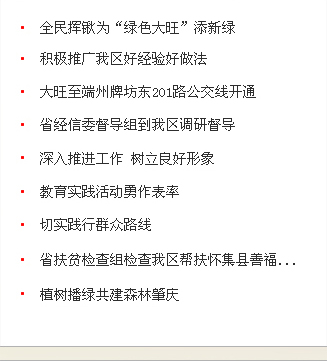 全民挥锹为“绿色大旺”添新绿
积极推广我区好经验好做法
大旺至端州牌坊东201路公交线开通
省经信委督导组到我区调研督导
深入推进工作 树立良好形象
教育实践活动勇作表率
切实践行群众路线
省扶贫检查组检查我区帮扶怀集县善福...
植树播绿共建森林肇庆